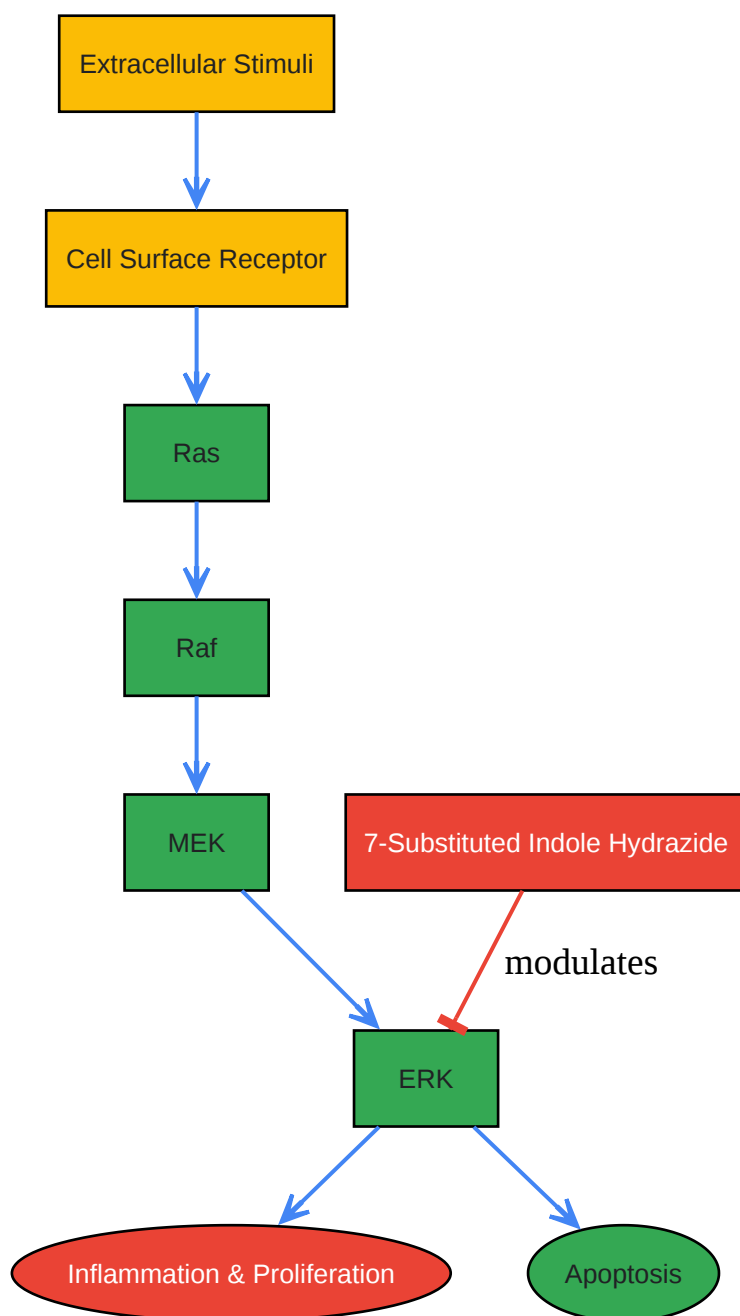 Extracellular Stimuli
Cell Surface Receptor
Ras
Raf
MEK
7-Substituted Indole Hydrazide
modulates
ERK
Inflammation & Proliferation
Apoptosis